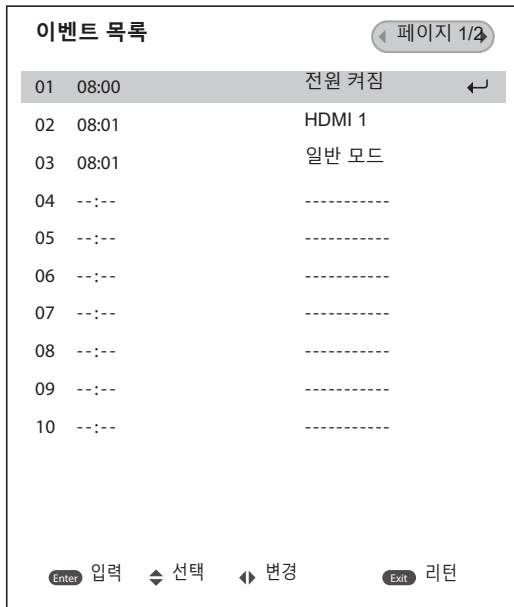 이벤트 목록 페이지 1/2
01 08:00 전원 켜짐
02 08:01 HDMI 1
03 08:01 일반 모드
04 --:-- -----------
05 --:-- -----------
06 --:-- -----------
07 --:-- -----------
08 --:-- -----------
09 --:-- -----------
10 --:-- -----------
Enter 입력 선택 변경 Exit 리턴